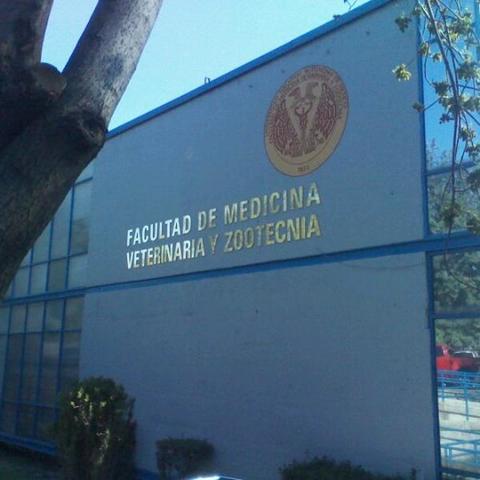 FACULTAD DE MEDICINA
VETERINARIA Y ZOOTECNIA